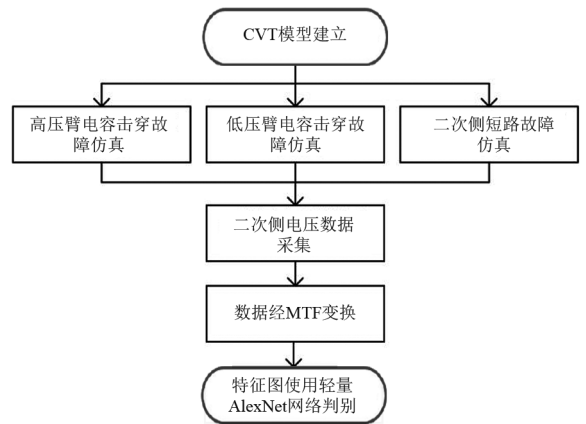 CVT模型建立
高压臂电容击穿故
障仿真
低压臂电容击穿故
障仿真
二次侧短路故障
仿真
二次侧电压数据
采集
数据经MTF变换
特征图使用轻量
AlexNet网络判别